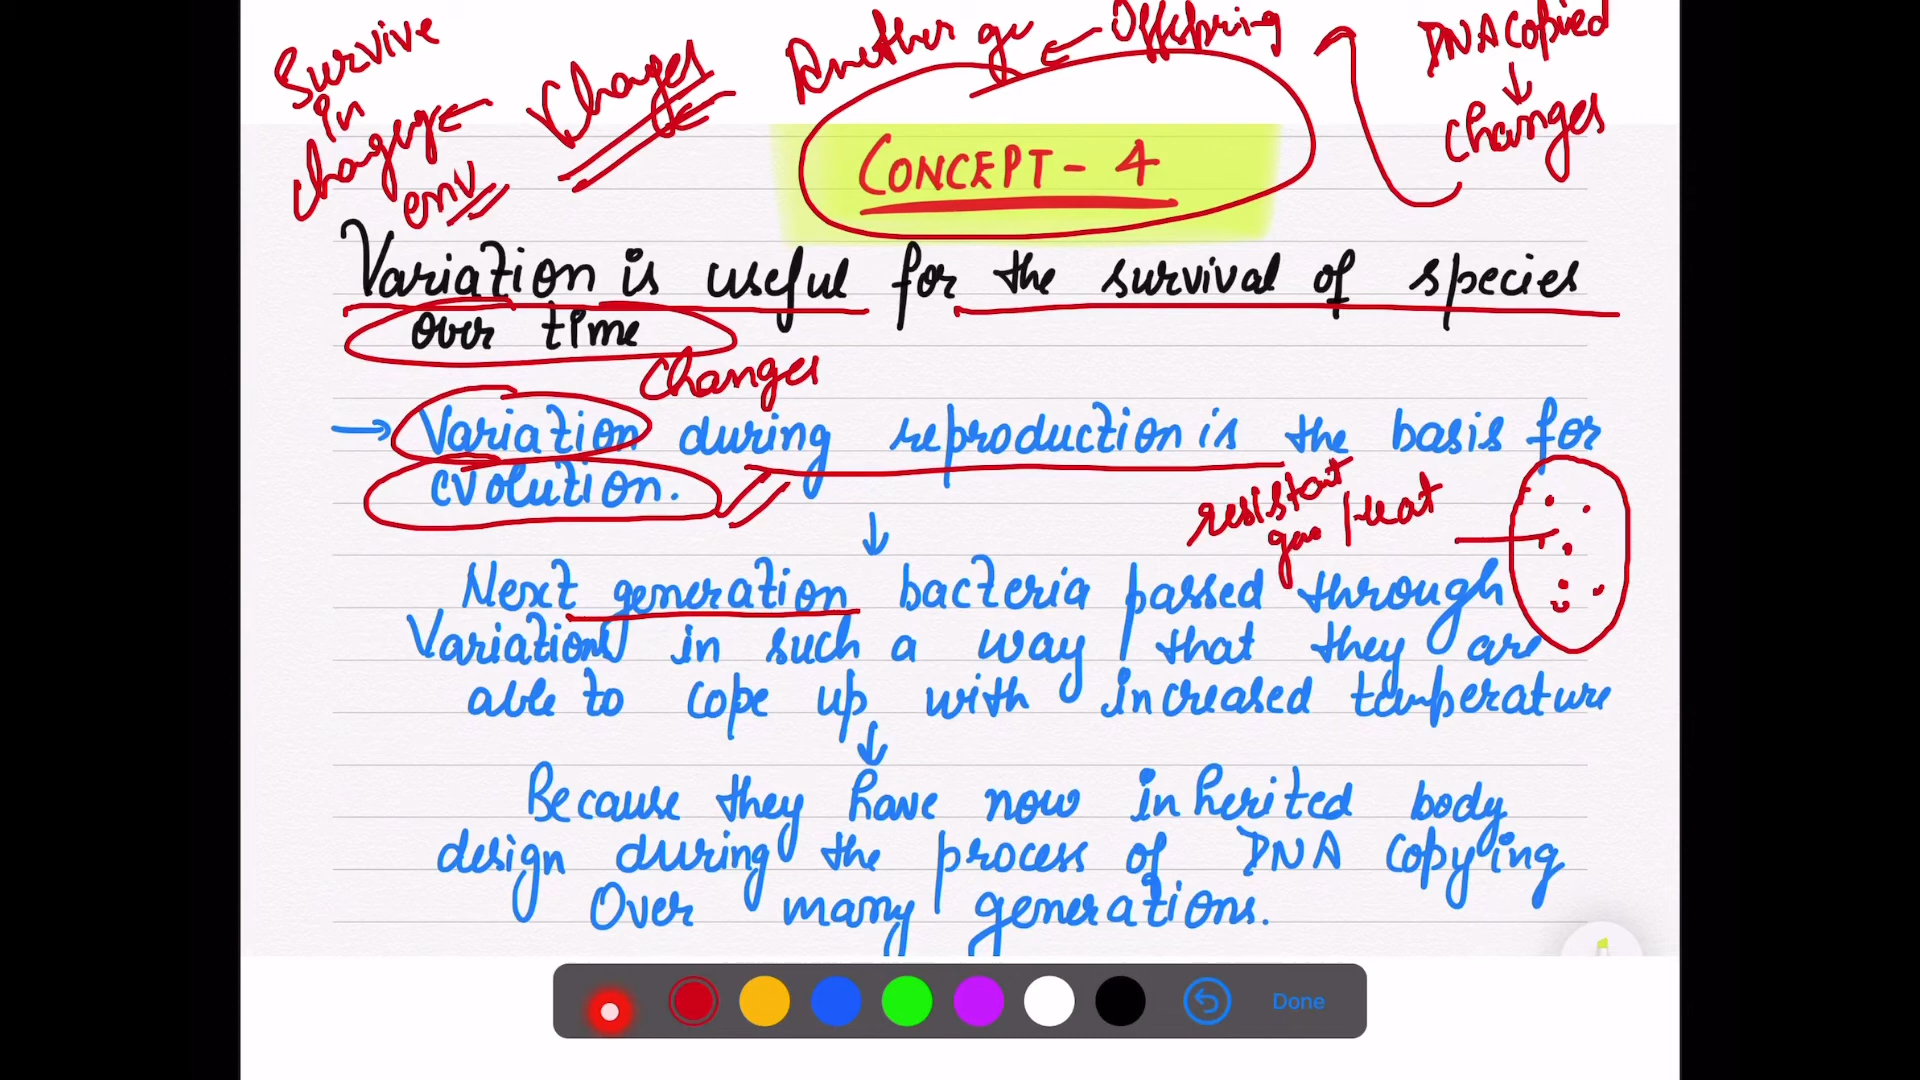 Survive
in
changing
env
Changes
Another ge
Offspring
DNA Copied
changes
CONCEPT - 4
Variation is useful for the survival of species
over time
Changes
→ Variation during reproduction is the basis for
evolution.
resistant
gas / heat
Next generation bacteria passed through
Variations in such a way that they are
able to cope up with increased temperature
Because they have now inherited body
design during the process of DNA copying
Over many generations.
Done